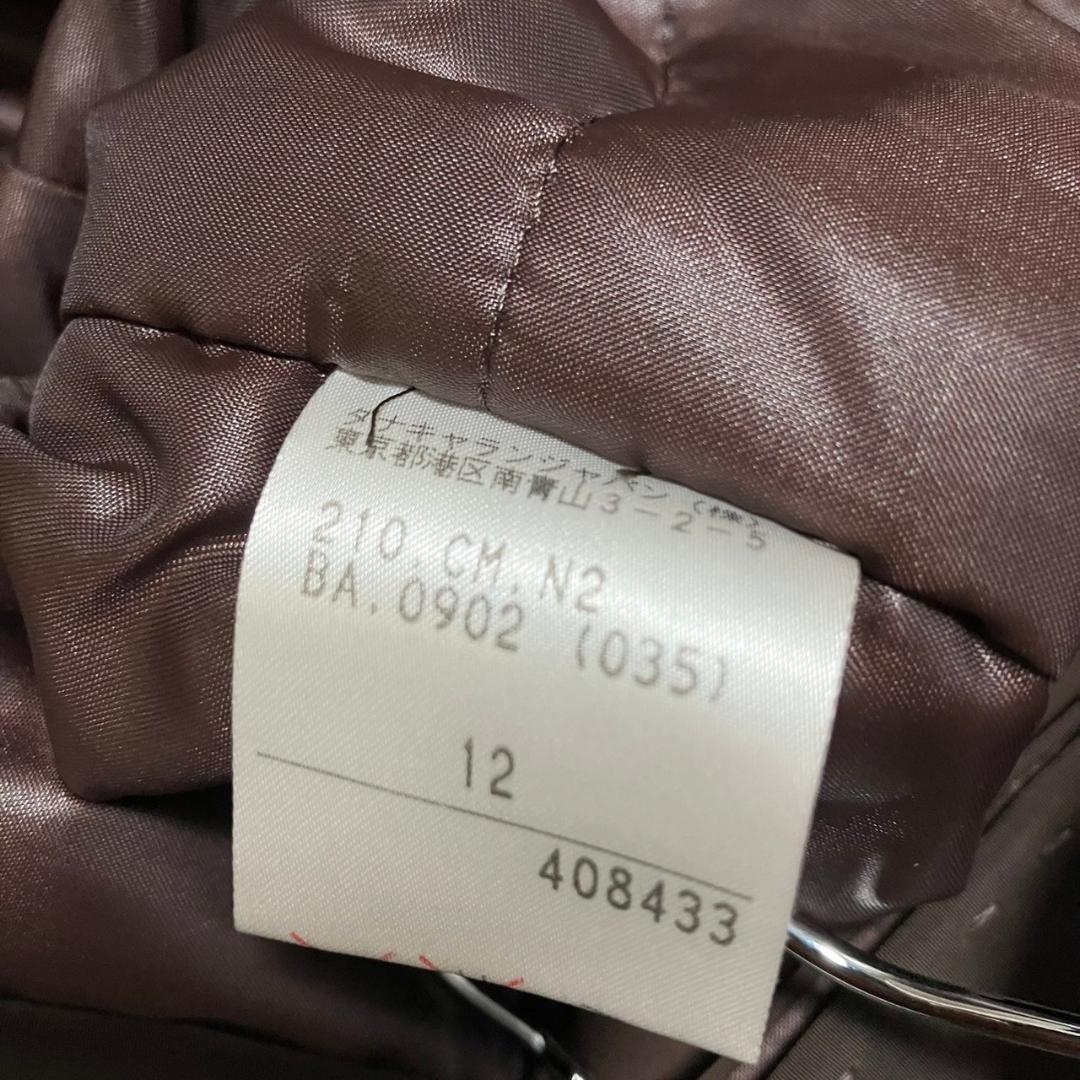 ダナキャランジャパン (株)
東京都港区南青山3-2-5
210.CM.N2
BA.0902 (035)
12
408433